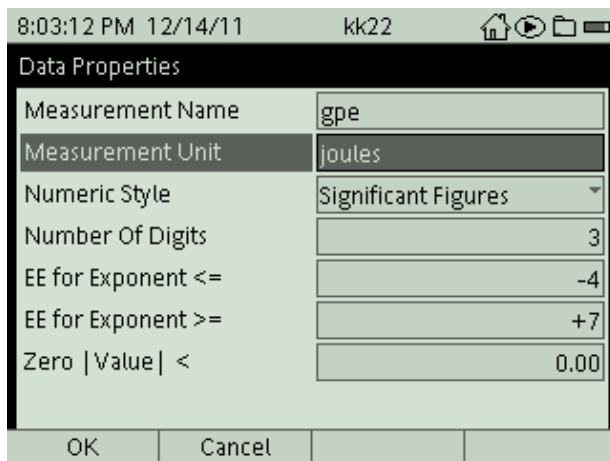 8:03:12 PM 12/14/11 kk22
Data Properties
Measurement Name gpe
Measurement Unit joules
Numeric Style Significant Figures
Number Of Digits 3
EE for Exponent <= -4
EE for Exponent >= +7
Zero |Value| < 0.00
OK Cancel